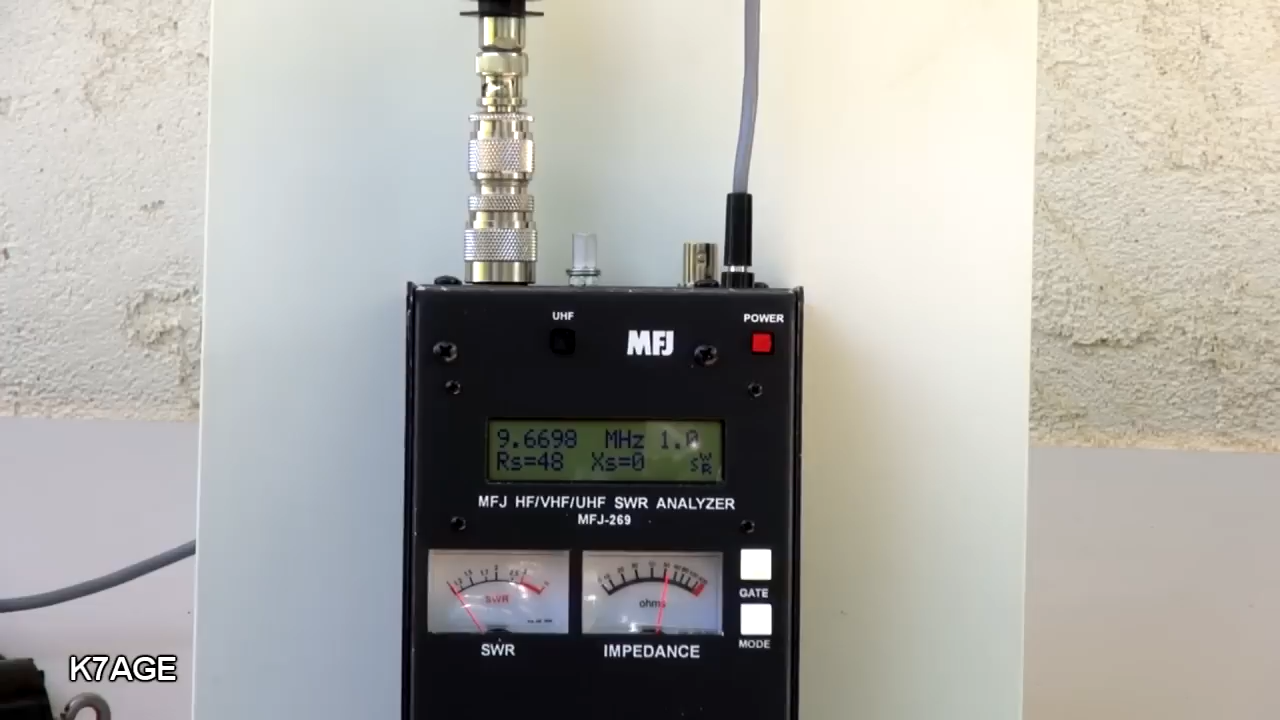 UHF
MFJ
POWER
9.6698 MHz 1.0
Rs=48 Xs=0 SWR
MFJ HF/VHF/UHF SWR ANALYZER
MFJ-269
SWR
ohms
GATE
SWR
IMPEDANCE
MODE
K7AGE